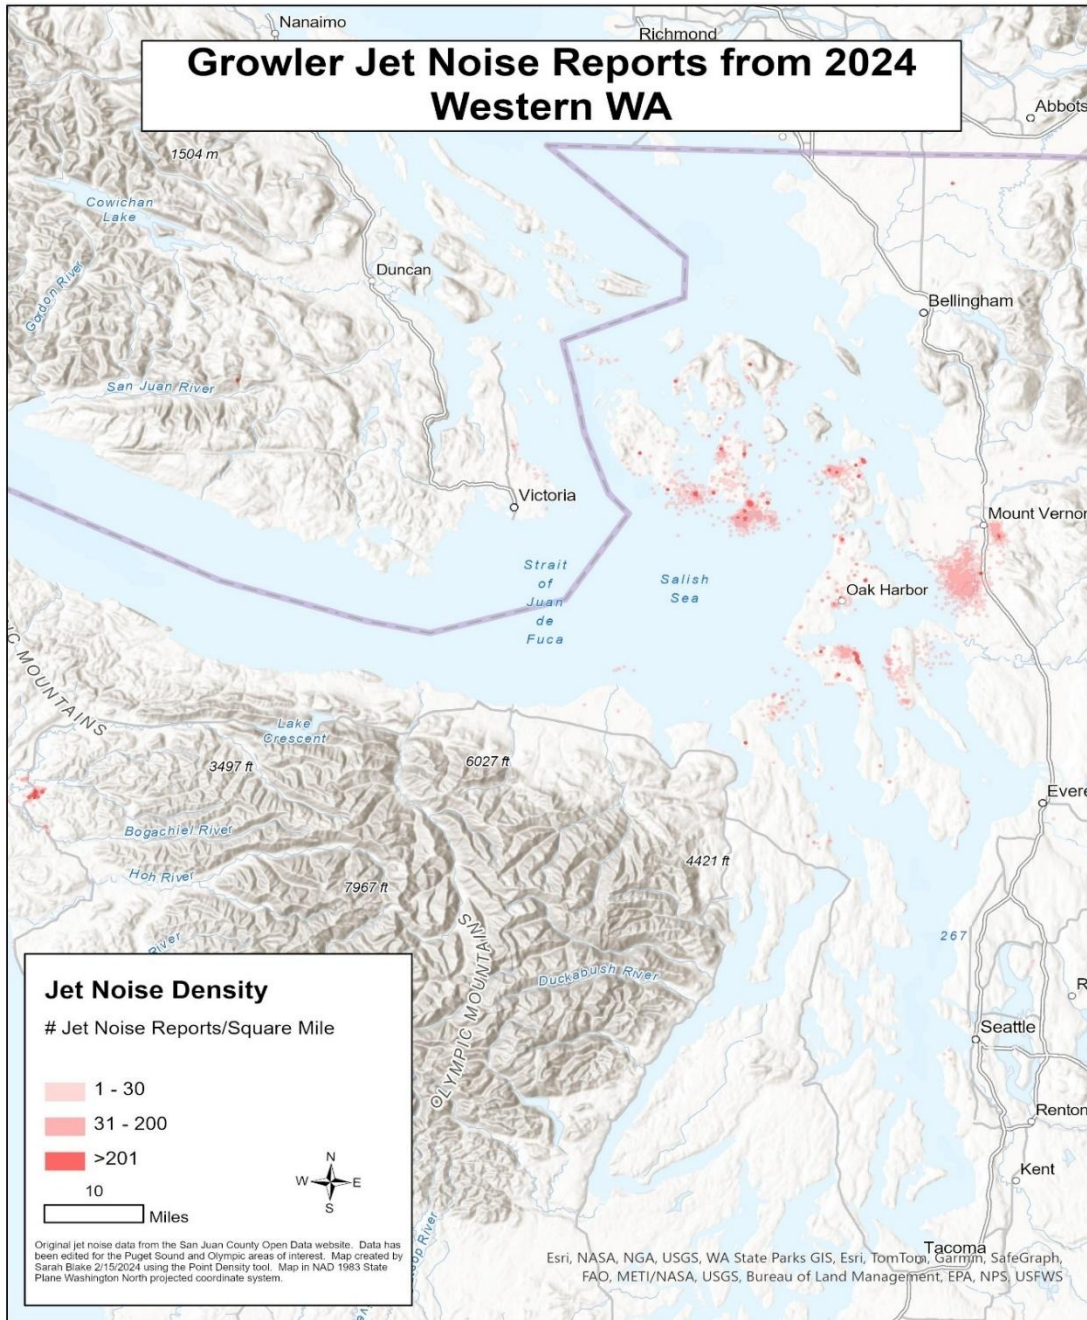 Nanaimo
Richmond
Growler Jet Noise Reports from 2024
Western WA
Abbots
1504 m
Cowichan
Lake
Gordon River
Duncan
Bellingham
San Juan River
Victoria
Mount Vernon
Strait
of
Juan
de
Fuca
Salish
Sea
Oak Harbor
IC MOUNTAINS
Lake
Crescent
3497 ft
6027 ft
Evere
Bogachiel River
Hoh River
4421 ft
7967 ft
River
OLYMPIC MOUNTAINS
267
Duckabush River
R
Seattle
Renton
Kent
Tacoma
Jet Noise Density
# Jet Noise Reports/Square Mile
1 - 30
31 - 200
>201
N
W E
S
10
Miles
Original jet noise data from the San Juan County Open Data website. Data has
been edited for the Puget Sound and Olympic areas of interest. Map created by
Sarah Blake 2/15/2024 using the Point Density tool. Map in NAD 1983 State
Plane Washington North projected coordinate system.
Esri, NASA, NGA, USGS, WA State Parks GIS, Esri, TomTom, Garmin, SafeGraph,
FAO, METI/NASA, USGS, Bureau of Land Management, EPA, NPS, USFWS